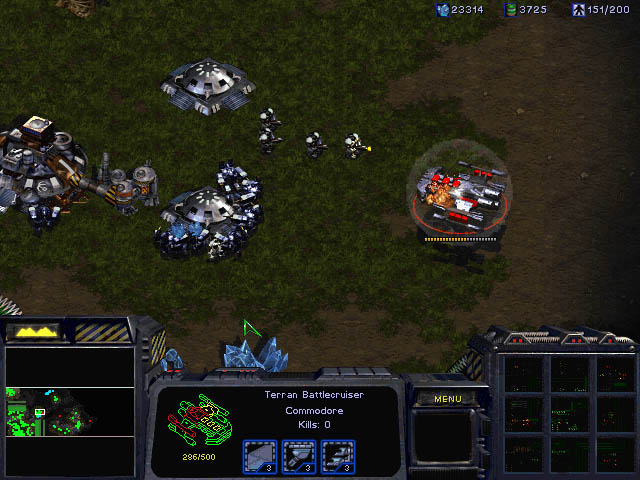 23314 3725 151/200
Terran Battlecruiser
Commodore
Kills: 0
286/500
3 3 3
MENU